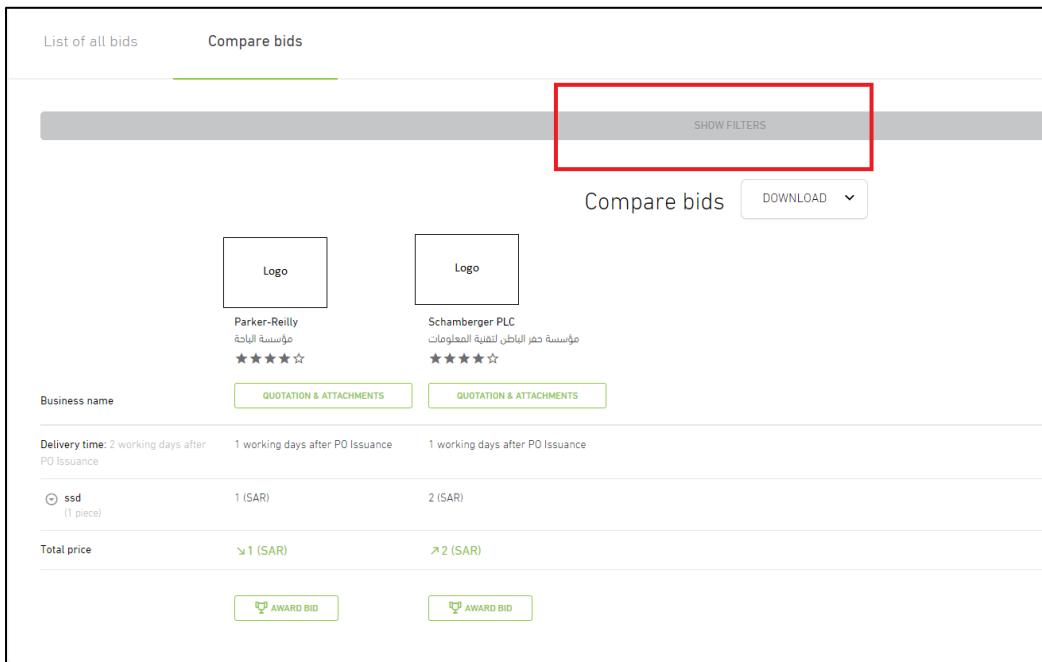 List of all bids
Compare bids
SHOW FILTERS
Compare bids
DOWNLOAD
Logo
Logo
Parker-Reilly
Schamberger PLC
مؤسسة الباحة
مؤسسة حفر الباطن لتقنية المعلومات
Business name
QUOTATION & ATTACHMENTS
QUOTATION & ATTACHMENTS
Delivery time: 2 working days after
PO Issuance
1 working days after PO Issuance
1 working days after PO Issuance
ssd
(1 piece)
1 (SAR)
2 (SAR)
Total price
1 (SAR)
2 (SAR)
AWARD BID
AWARD BID